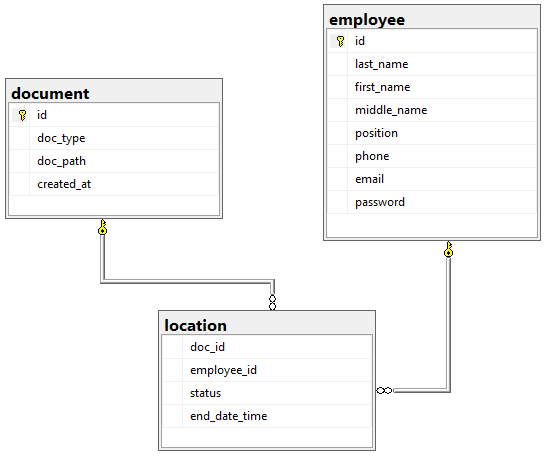 employee
id
last_name
first_name
middle_name
position
phone
email
password
document
id
doc_type
doc_path
created_at
location
doc_id
employee_id
status
end_date_time